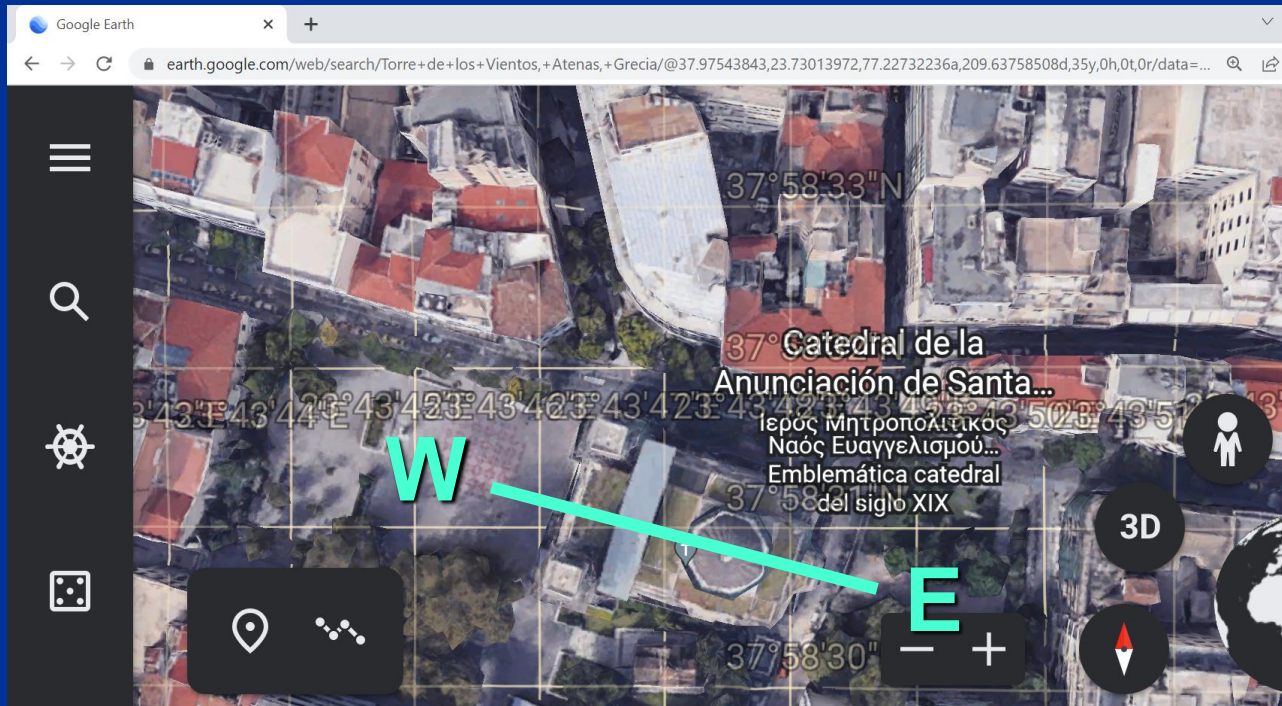 Google Earth
earth.google.com/web/search/Torre+de+los+Vientos,+Atenas,+Grecia/@37.97543843,23.73013972,77.22732236a,209.63758508d,35y,0h,0t,0r/data=...
37°58'33"N
Catedral de la
Anunciación de Santa...
Ιερός Μητροπολιτικός
Ναός Ευαγγελισμού...
Emblemática catedral
del siglo XIX
W
3D
E
37°58'30"